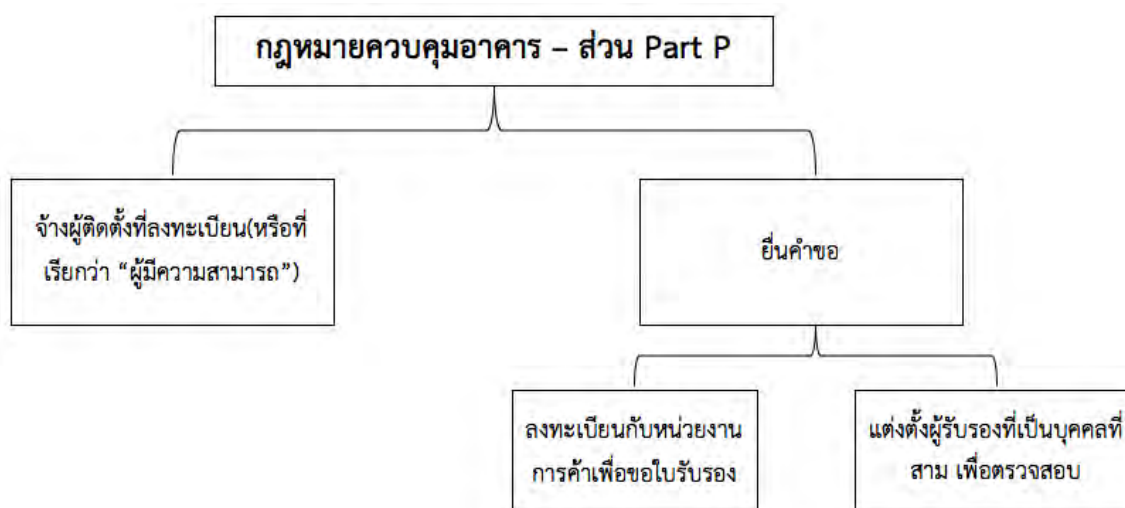 กฎหมายควบคุมอาคาร – ส่วน Part P
จ้างผู้ติดตั้งที่ลงทะเบียน(หรือที่
เรียกว่า “ผู้มีความสามารถ”)
ยื่นคำขอ
ลงทะเบียนกับหน่วยงาน
การค้าเพื่อขอใบรับรอง
แต่งตั้งผู้รับรองที่เป็นบุคคลที่
สาม เพื่อตรวจสอบ